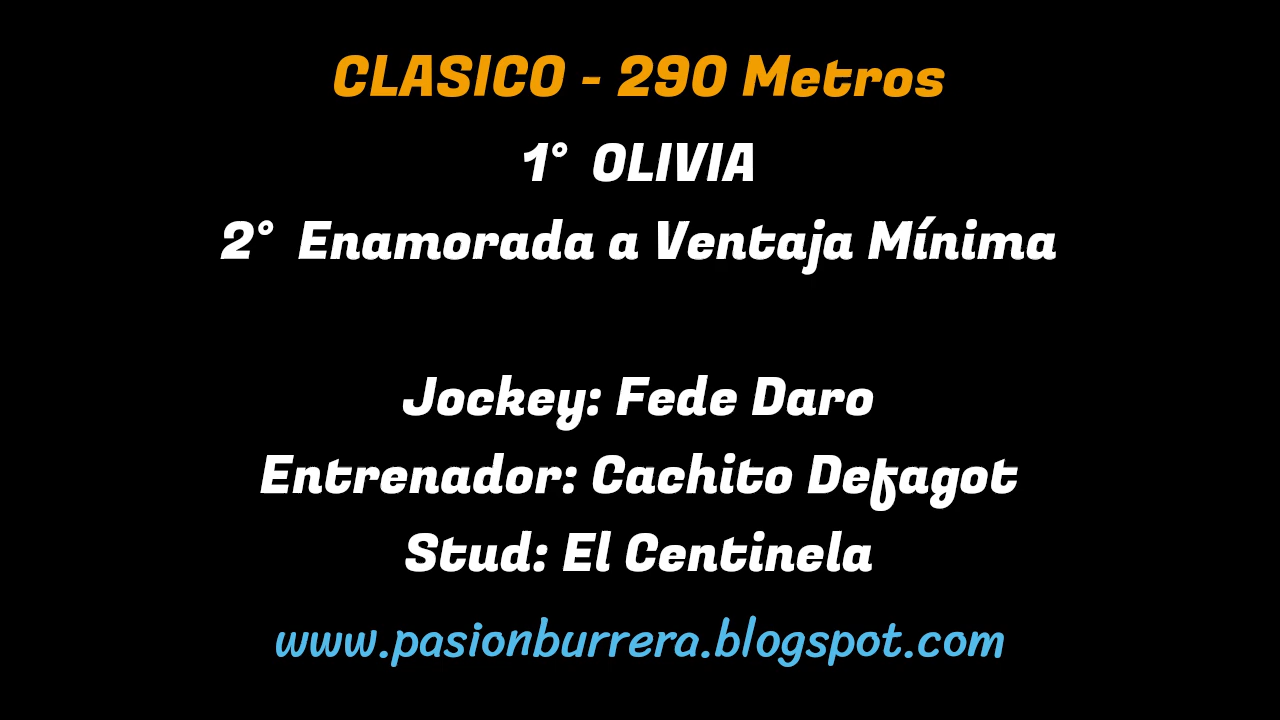 CLASICO - 290 Metros
1° OLIVIA
2° Enamorada a Ventaja Mínima
Jockey: Fede Daro
Entrenador: Cachito Defagot
Stud: El Centinela
www.pasionburrera.blogspot.com